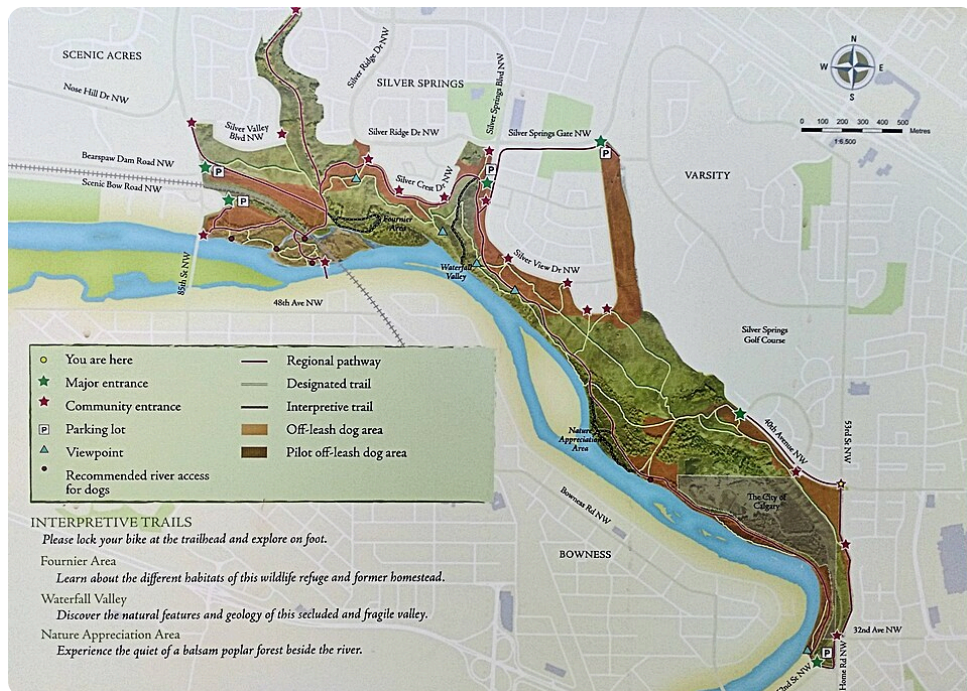 SCENIC ACRES
Nose Hill Dr NW
Silver Ridge Dr NW
SILVER SPRINGS
Silver Springs Blvd NW
N
W E
S
0 100 200 300 400 500 Metres
1:6,500
Silver Valley
Blvd NW
Silver Ridge Dr NW
Silver Springs Gate NW
P
Bearspaw Dam Road NW
P
P
Scenic Bow Road NW
P
Silver Crest Dr NW
VARSITY
Fournier
Area
85th St NW
Waterfall
Valley
Silver View Dr NW
48th Ave NW
Silver Springs
Golf Course
You are here
Major entrance
Community entrance
P Parking lot
Viewpoint
Recommended river access
for dogs
Regional pathway
Designated trail
Interpretive trail
Off-leash dog area
Pilot off-leash dog area
Nature
Appreciation
Area
40th Avenue NW
53rd St NW
The City of
Calgary
Bowness Rd NW
BOWNESS
INTERPRETIVE TRAILS
Please lock your bike at the trailhead and explore on foot.
Fournier Area
Learn about the different habitats of this wildlife refuge and former homestead.
Waterfall Valley
Discover the natural features and geology of this secluded and fragile valley.
Nature Appreciation Area
Experience the quiet of a balsam poplar forest beside the river.
32nd Ave NW
P
Home Rd NW